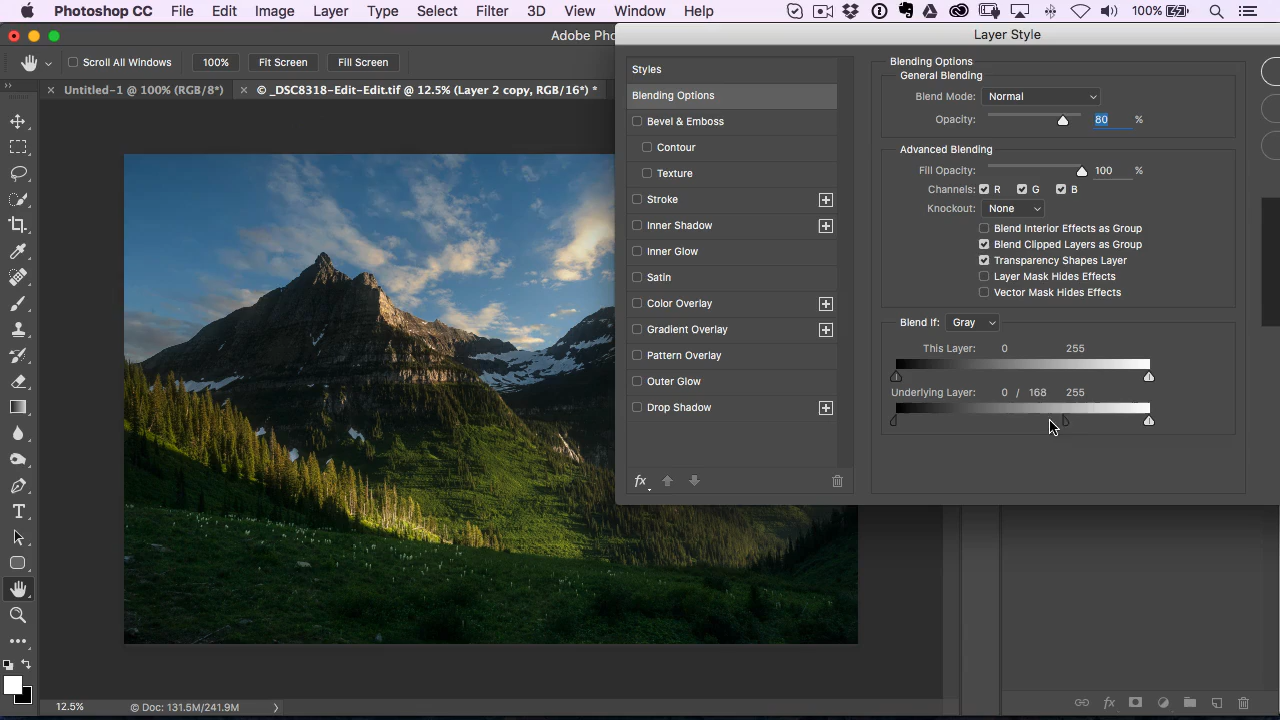 Photoshop CC File Edit Image Layer Type Select Filter 3D View Window Help 100%
Adobe Pho
Layer Style
Scroll All Windows 100% Fit Screen Fill Screen
× Untitled-1 @ 100% (RGB/8*) × © _DSC8318-Edit-Edit.tif @ 12.5% (Layer 2 copy, RGB/16*) *
Styles
Blending Options
Bevel & Emboss
Contour
Texture
Stroke
Inner Shadow
Inner Glow
Satin
Color Overlay
Gradient Overlay
Pattern Overlay
Outer Glow
Drop Shadow
fx
Blending Options
General Blending
Blend Mode: Normal
Opacity: 80 %
Advanced Blending
Fill Opacity: 100 %
Channels: R G B
Knockout: None
Blend Interior Effects as Group
Blend Clipped Layers as Group
Transparency Shapes Layer
Layer Mask Hides Effects
Vector Mask Hides Effects
Blend If: Gray
This Layer: 0 255
Underlying Layer: 0 / 168 255
12.5% © Doc: 131.5M/241.9M
fx